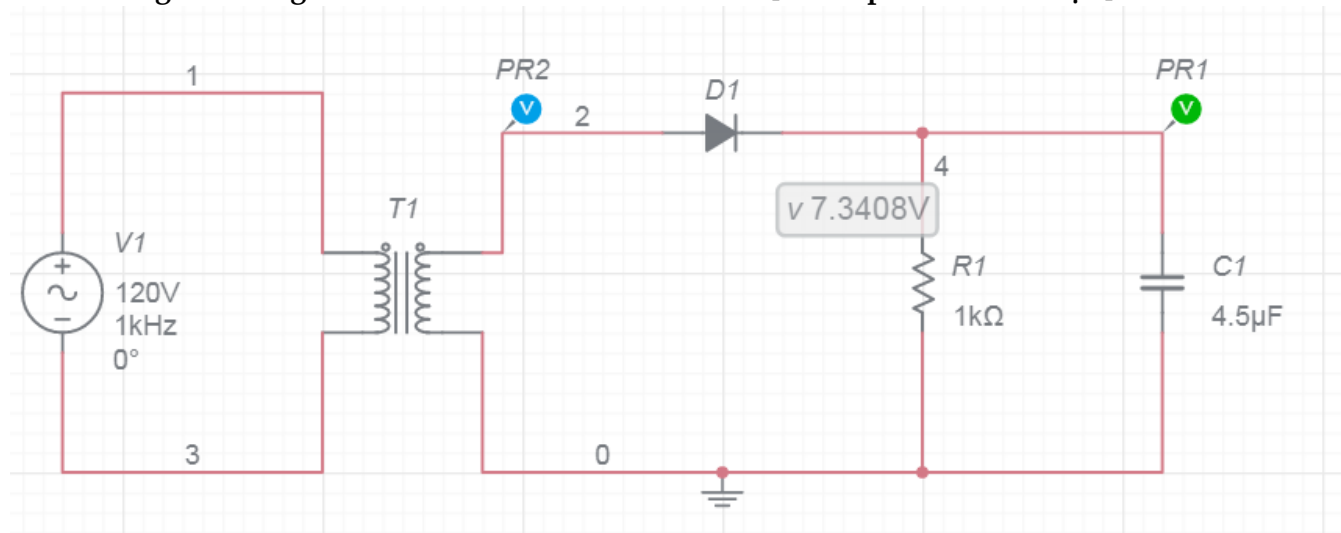 1
PR2
V
2
D1
PR1
V
4
v 7.3408V
T1
V1
120V
1kHz
0°
R1
1kΩ
C1
4.5µF
3
0